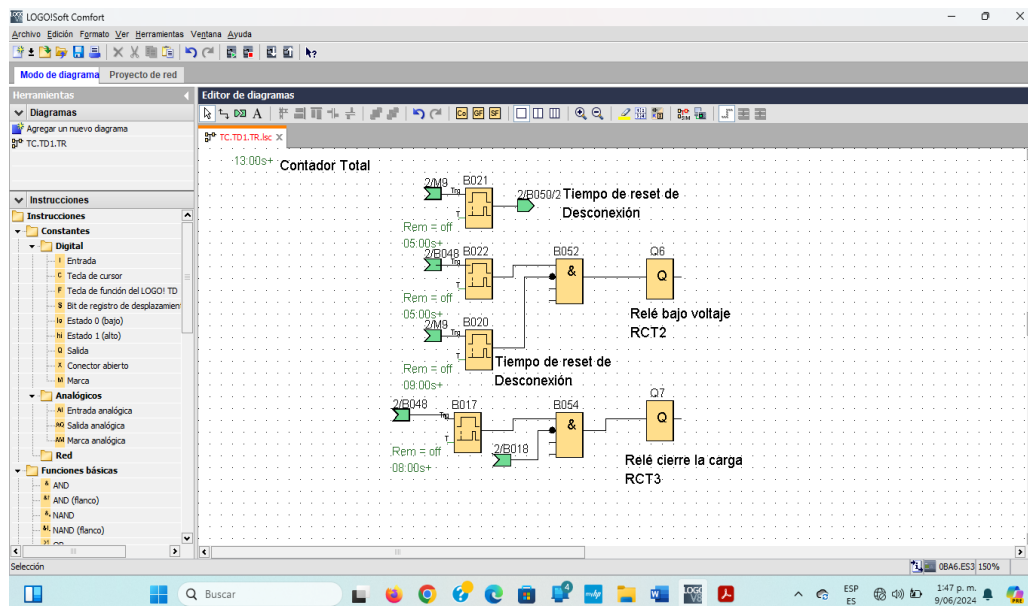 LOGO!Soft Comfort
Archivo Edición Formato Ver Herramientas Ventana Ayuda
Modo de diagrama Proyecto de red
Herramientas
Editor de diagramas
Diagramas
Agregar un nuevo diagrama
TC.TD1.TR
TC.TD1.TR.lsc
Instrucciones
Instrucciones
Constantes
Digital
Entrada
Tecla de cursor
Tecla de función del LOGO! TD
Bit de registro de desplazamien
Estado 0 (bajo)
Estado 1 (alto)
Salida
Conector abierto
Marca
Analógicos
Entrada analógica
Salida analógica
Marca analógica
Red
Funciones básicas
AND
AND (flanco)
NAND
NAND (flanco)
13:00s+ Contador Total
2/M9 B021
Trg
T
2/B050/2 Tiempo de reset de
Desconexión
Rem = off
05:00s+
2/B048 B022 B052 Q6
Trg
T
& Q
Rem = off
05:00s+
Relé bajo voltaje
RCT2
2/M9 B020
Trg
T
Tiempo de reset de
Desconexión
Rem = off
09:00s+
2/B048 B017 B054 Q7
Trg
T
& Q
Rem = off
08:00s+
2/B018
Relé cierre la carga
RCT3
Selección
0BA6.ES3 150%
Buscar
ESP
ES
1:47 p. m.
9/06/2024